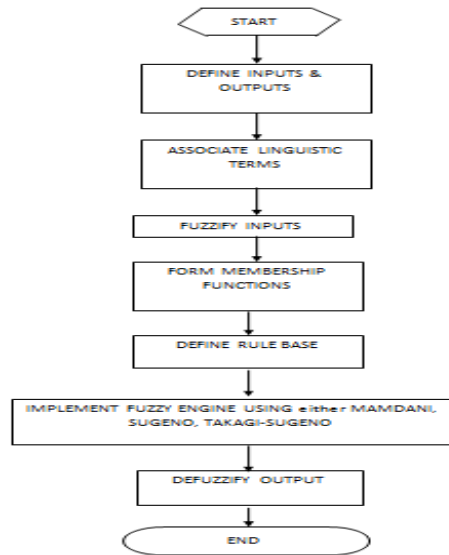 START
DEFINE INPUTS &
OUTPUTS
ASSOCIATE LINGUISTIC
TERMS
FUZZIFY INPUTS
FORM MEMBERSHIP
FUNCTIONS
DEFINE RULE BASE
IMPLEMENT FUZZY ENGINE USING either MAMDANI,
SUGENO, TAKAGI-SUGENO
DEFUZZIFY OUTPUT
END